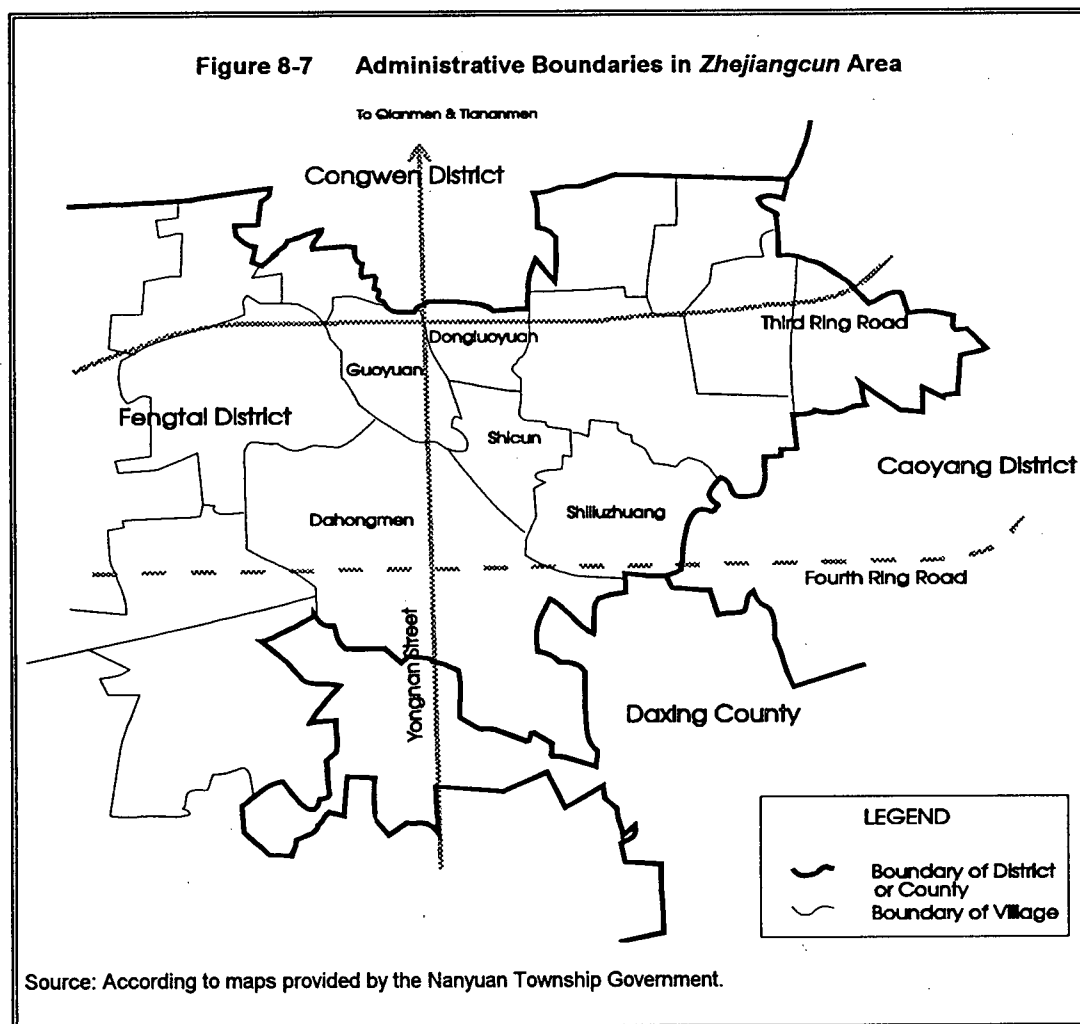 Figure 8-7 Administrative Boundaries in Zhejiangcun Area
To Qianmen & Tiananmen
Congwen District
Third Ring Road
Dongluoyuan
Guoyuan
Fengtai District
Shicun
Caoyang District
Dahongmen
Shiliuzhuang
Fourth Ring Road
Yongnan Street
Daxing County
LEGEND
Boundary of District
or County
Boundary of Village
Source: According to maps provided by the Nanyuan Township Government.